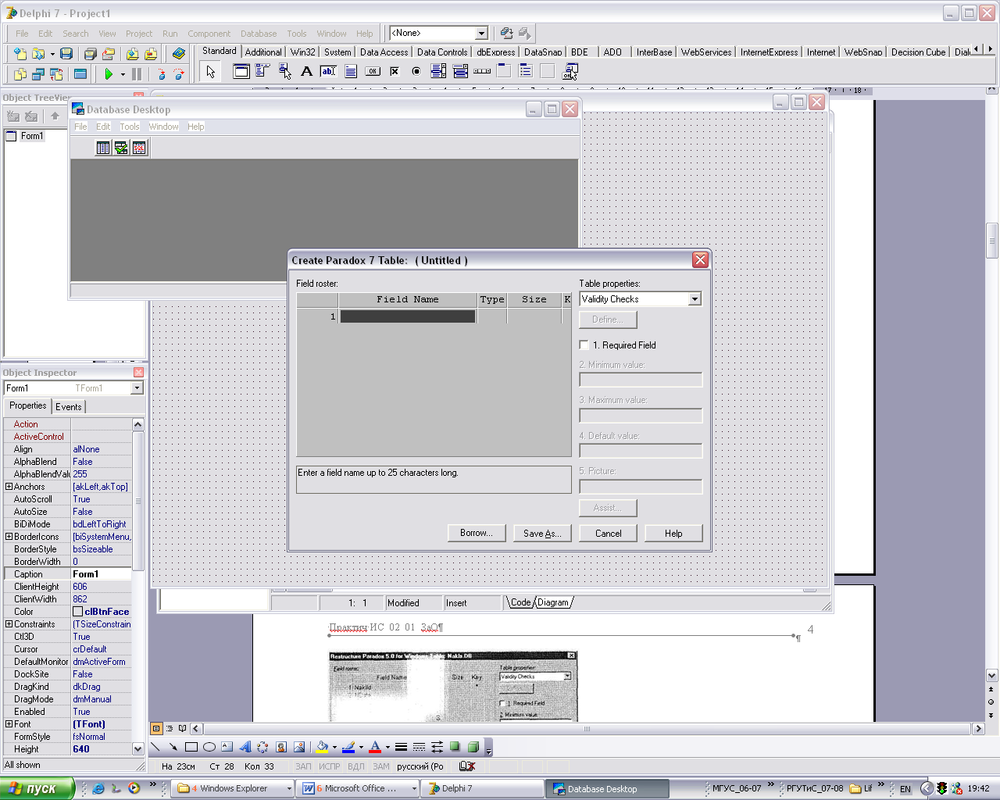 Delphi 7 - Project1
File Edit Search View Project Run Component Database Tools Window Help
<None>
Standard Additional Win32 System Data Access Data Controls dbExpress DataSnap BDE ADO InterBase WebServices InternetExpress Internet WebSnap Decision Cube
Object TreeView
Form1
Database Desktop
File Edit Tools Window Help
Create Paradox 7 Table: ( Untitled )
Field roster:
Field Name Type Size K
1
Enter a field name up to 25 characters long.
Table properties:
Validity Checks
Define...
1. Required Field
2. Minimum value:
3. Maximum value:
4. Default value:
5. Picture:
Assist...
Borrow... Save As... Cancel Help
Object Inspector
Form1 TForm1
Properties Events
Action
ActiveControl
Align alNone
AlphaBlend False
AlphaBlendValu 255
Anchors [akLeft,akTop]
AutoScroll True
AutoSize False
BiDiMode bdLeftToRight
BorderIcons [biSystemMenu,
BorderStyle bsSizeable
BorderWidth 0
Caption Form1
ClientHeight 606
ClientWidth 862
Color clBtnFace
Constraints (TSizeConstrain
Ctl3D True
Cursor crDefault
DefaultMonitor dmActiveForm
DockSite False
DragKind dkDrag
DragMode dmManual
Enabled True
Font (TFont)
FormStyle fsNormal
Height 640
All shown
1: 1 Modified Insert Code Diagram
Практич ИС 02 01 ЗаО¶ 4
¶
Restructure Paradox 5.0 for Windows Table: Nakls DB
Field roster: Table properties:
Field Name Size Key Validity Checks
1 NaklId
1 Required Field
2 Minimum value
На 23см Ст 28 Кол 33 ЗАП ИСПР ВДЛ ЗАМ русский (Ро
пуск
4 Windows Explorer
6 Microsoft Office ...
Delphi 7
Database Desktop
МГУС_06-07 » РГУТиС_07-08 Lif » EN 19:42